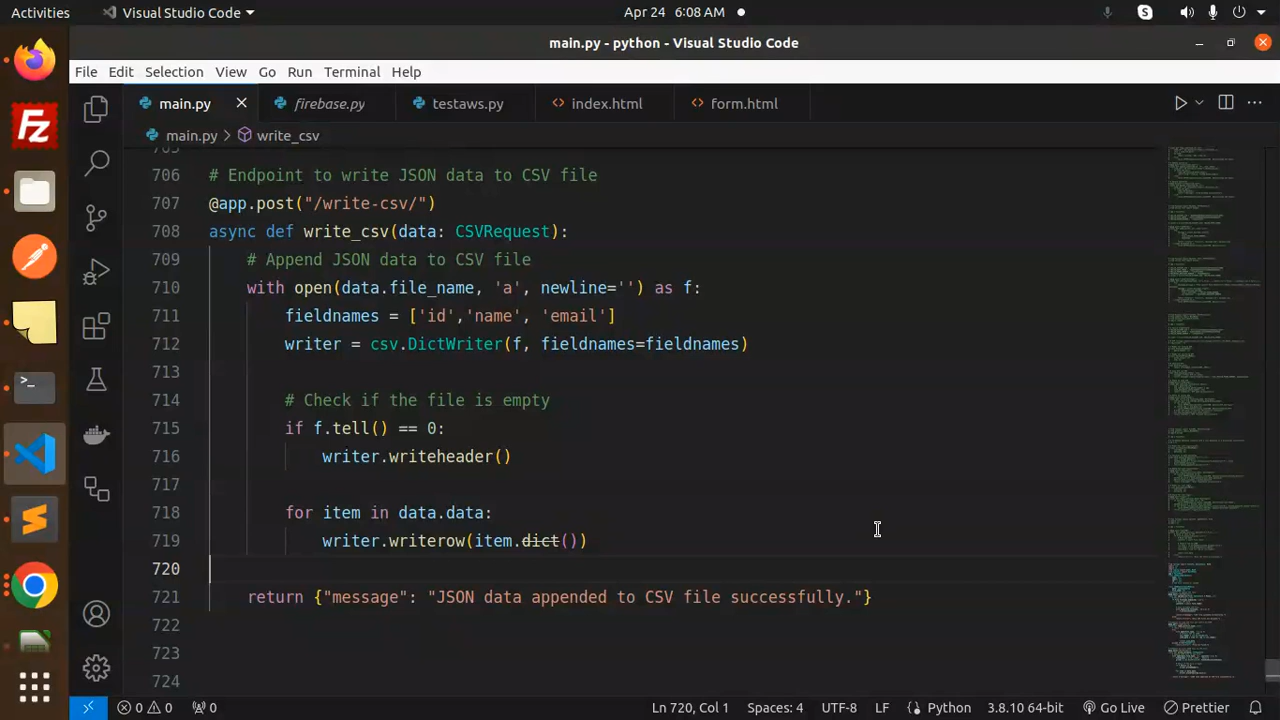 Activities Visual Studio Code Apr 24 6:08 AM
main.py - python - Visual Studio Code
File Edit Selection View Go Run Terminal Help
main.py firebase.py testaws.py index.html form.html
main.py > write_csv
705
706 # Endpoint to write JSON data to CSV file
707 @app.post("/write-csv/")
708 async def write_csv(data: CSVRequest):
709 # Append JSON data to CSV file
710 with open(data.file_name, 'a', newline='') as f:
711 fieldnames = ['id','name', 'email']
712 writer = csv.DictWriter(f, fieldnames=fieldnames)
713
714 # Check if the file is empty
715 if f.tell() == 0:
716 writer.writeheader()
717
718 for item in data.data:
719 writer.writerow(item.dict())
720
721 return {"message": "JSON data appended to CSV file successfully."}
722
723
724
0 0 0 Ln 720, Col 1 Spaces: 4 UTF-8 LF Python 3.8.10 64-bit Go Live Prettier